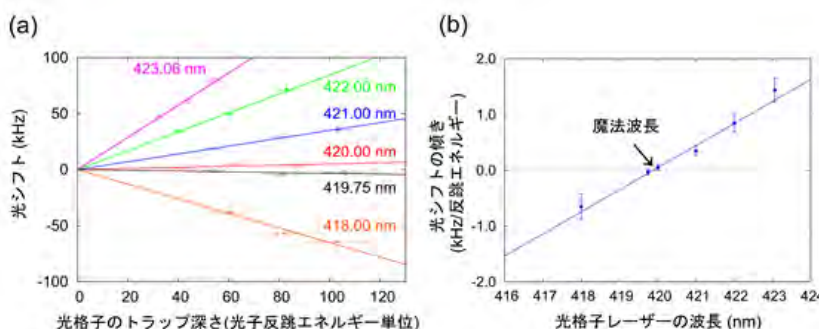 (a)
100
50
0
-50
-100
光シフト (kHz)
423.06 nm
422.00 nm
421.00 nm
420.00 nm
419.75 nm
418.00 nm
0 20 40 60 80 100 120
光格子のトラップ深さ(光子反跳エネルギー単位)
(b)
2.0
1.0
0.0
-1.0
-2.0
光シフトの傾き
(kHz/反跳エネルギー)
魔法波長
416 417 418 419 420 421 422 423 424
光格子レーザーの波長 (nm)